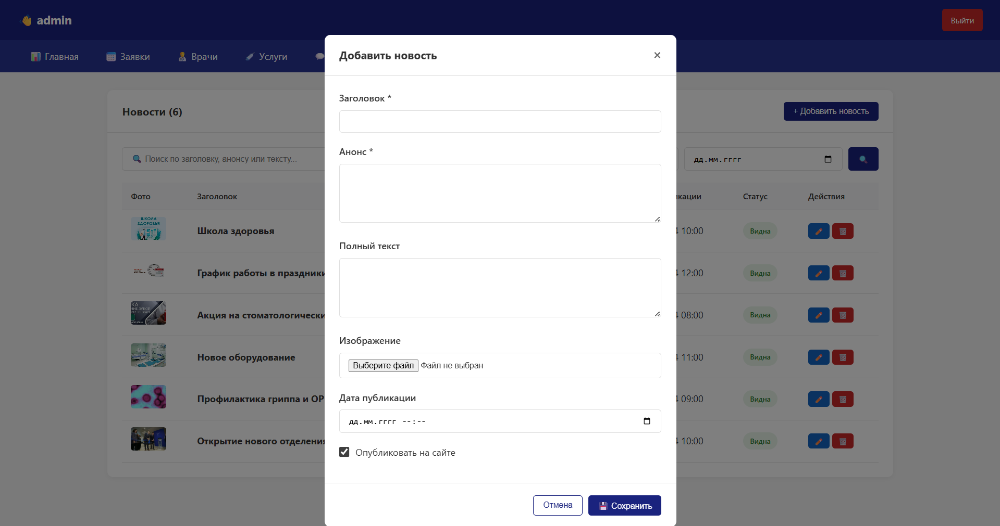 admin
Выйти
Главная
Заявки
Врачи
Услуги
Добавить новость
×
Новости (6)
+ Добавить новость
Поиск по заголовку, анонсу или тексту...
дд.мм.гггг
Фото
Заголовок
икации
Статус
Действия
ШКОЛА
ЗДОРОВЬЯ
Школа здоровья
10:00
Видна
График работы в праздники
12:00
Видна
Акция на стоматологически
08:00
Видна
Новое оборудование
11:00
Видна
Профилактика гриппа и ОР
09:00
Видна
Открытие нового отделения
10:00
Видна
Заголовок *
Анонс *
Полный текст
Изображение
Выберите файл Файл не выбран
Дата публикации
дд.мм.гггг --:--
Опубликовать на сайте
Отмена
Сохранить